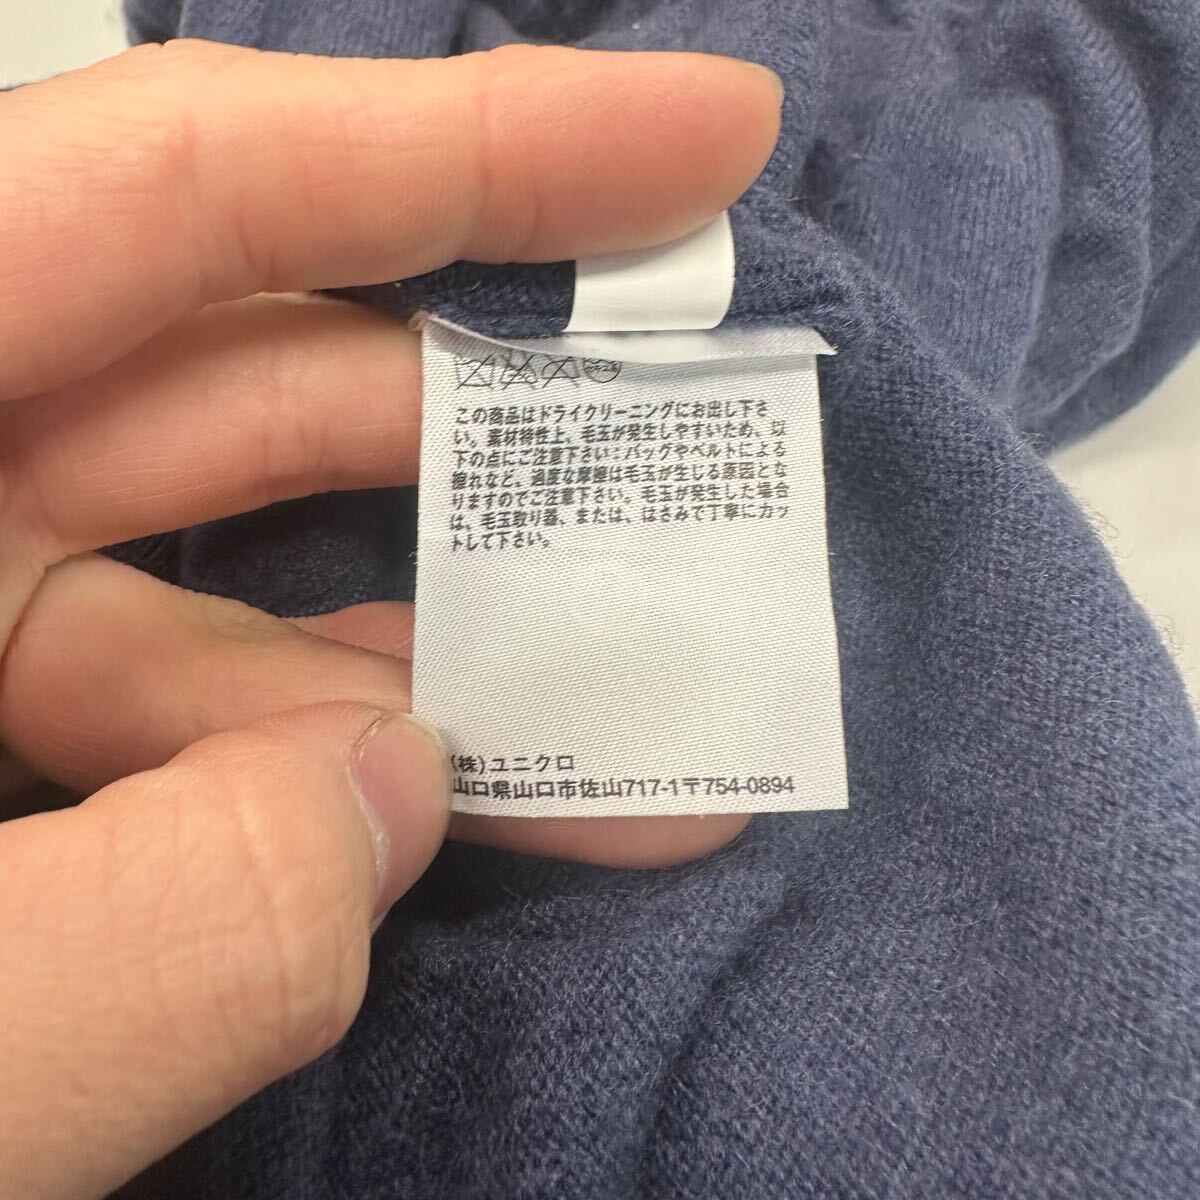 この商品はドライクリーニングにお出し下さ
い。素材特性上、毛玉が発生しやすいため、以
下の点にご注意下さい：バッグやベルトによる
擦れなど、過度な摩擦は毛玉が生じる原因とな
りますのでご注意下さい。毛玉が発生した場合
は、毛玉取り器、または、はさみで丁寧にカッ
トして下さい。
(株)ユニクロ
山口県山口市佐山717-1〒754-0894